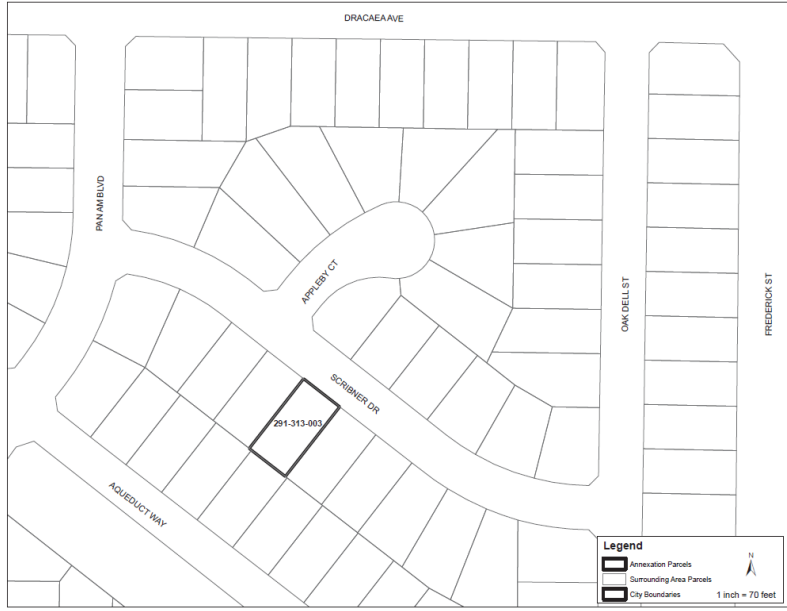 DRACAEA AVE
PAN AM BLVD
APPLEBY CT
OAK DELL ST
FREDERICK ST
SCRIBNER DR
291-313-003
AQUEDUCT WAY
Legend
Annexation Parcels
Surrounding Area Parcels
City Boundaries
N
1 inch = 70 feet